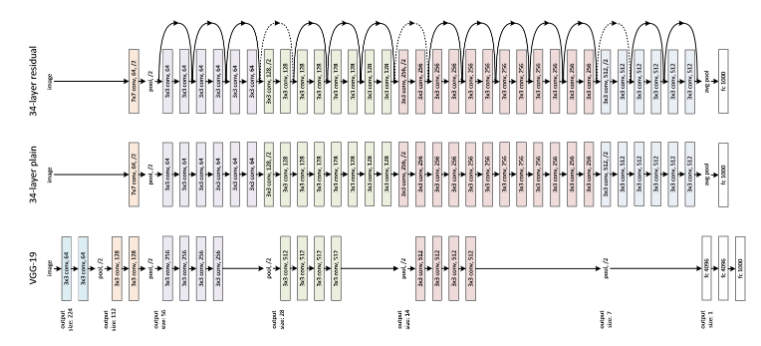 34-layer residual
image
7x7 conv, 64, /2
pool, /2
3x3 conv, 64
3x3 conv, 64
3x3 conv, 64
3x3 conv, 64
3x3 conv, 64
3x3 conv, 64
3x3 conv, 128, /2
3x3 conv, 128
3x3 conv, 128
3x3 conv, 128
3x3 conv, 128
3x3 conv, 128
3x3 conv, 128
3x3 conv, 128
3x3 conv, 256, /2
3x3 conv, 256
3x3 conv, 256
3x3 conv, 256
3x3 conv, 256
3x3 conv, 256
3x3 conv, 256
3x3 conv, 256
3x3 conv, 256
3x3 conv, 256
3x3 conv, 256
3x3 conv, 256
3x3 conv, 512, /2
3x3 conv, 512
3x3 conv, 512
3x3 conv, 512
3x3 conv, 512
3x3 conv, 512
avg pool
fc 1000
34-layer plain
image
7x7 conv, 64, /2
pool, /2
3x3 conv, 64
3x3 conv, 64
3x3 conv, 64
3x3 conv, 64
3x3 conv, 64
3x3 conv, 64
3x3 conv, 128, /2
3x3 conv, 128
3x3 conv, 128
3x3 conv, 128
3x3 conv, 128
3x3 conv, 128
3x3 conv, 128
3x3 conv, 128
3x3 conv, 256, /2
3x3 conv, 256
3x3 conv, 256
3x3 conv, 256
3x3 conv, 256
3x3 conv, 256
3x3 conv, 256
3x3 conv, 256
3x3 conv, 256
3x3 conv, 256
3x3 conv, 256
3x3 conv, 256
3x3 conv, 512, /2
3x3 conv, 512
3x3 conv, 512
3x3 conv, 512
3x3 conv, 512
3x3 conv, 512
avg pool
fc 1000
VGG-19
image
3x3 conv, 64
3x3 conv, 64
pool, /2
3x3 conv, 128
3x3 conv, 128
pool, /2
3x3 conv, 256
3x3 conv, 256
3x3 conv, 256
3x3 conv, 256
pool, /2
3x3 conv, 512
3x3 conv, 512
3x3 conv, 512
3x3 conv, 512
pool, /2
3x3 conv, 512
3x3 conv, 512
3x3 conv, 512
3x3 conv, 512
pool, /2
fc 4096
fc 4096
fc 1000
output
size: 224
output
size: 112
output
size: 56
output
size: 28
output
size: 14
output
size: 7
output
size: 1